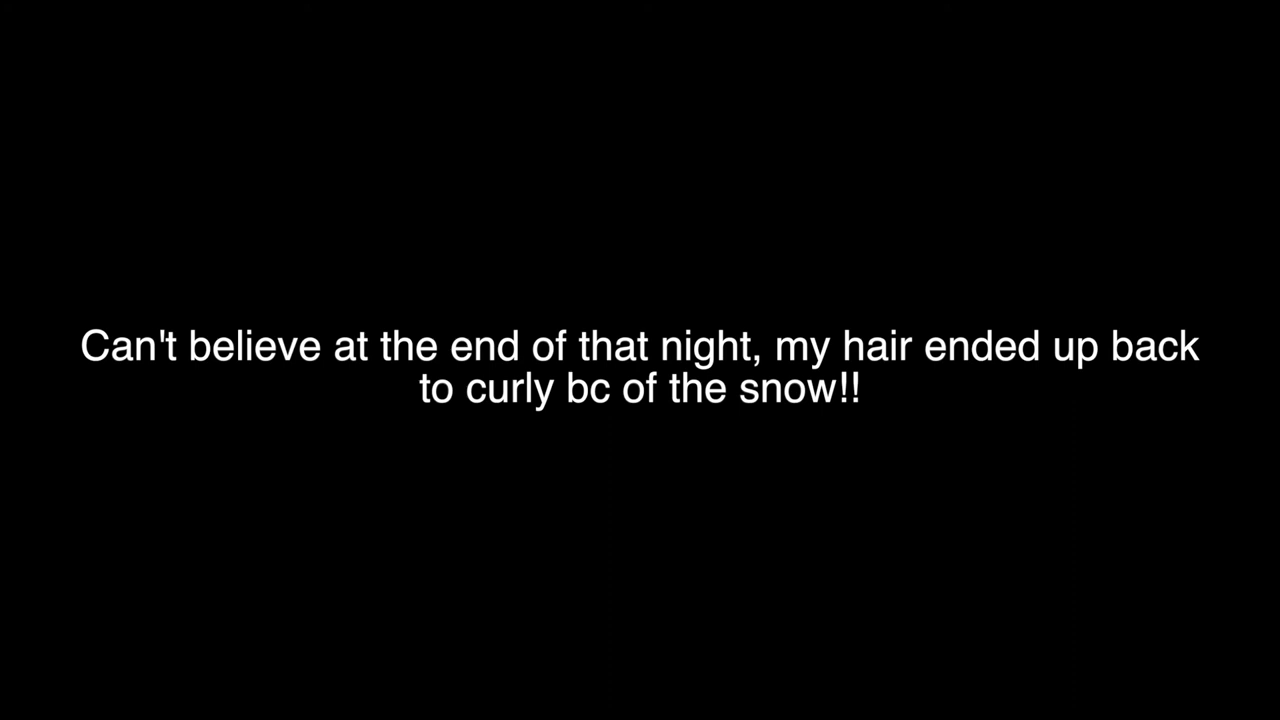 Can't believe at the end of that night, my hair ended up back
to curly bc of the snow!!